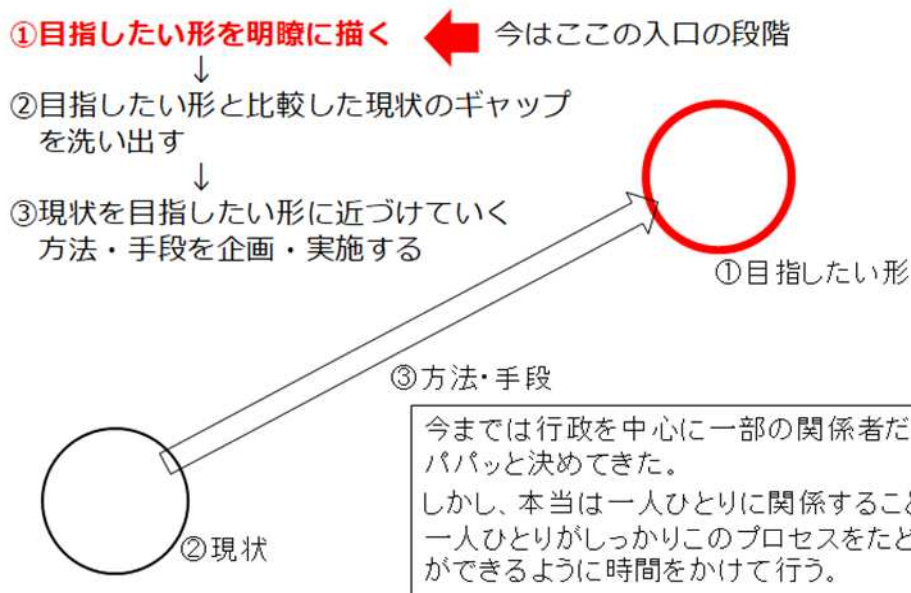 ①目指したい形を明瞭に描く
今はここの入口の段階
↓
②目指したい形と比較した現状のギャップ
を洗い出す
↓
③現状を目指したい形に近づけていく
方法・手段を企画・実施する
①目指したい形
③方法・手段
②現状
今までは行政を中心に一部の関係者だ
パパッと決めてきた。
しかし、本当は一人ひとりに関係すること
一人ひとりがしっかりこのプロセスをたど
ができるように時間をかけて行う。